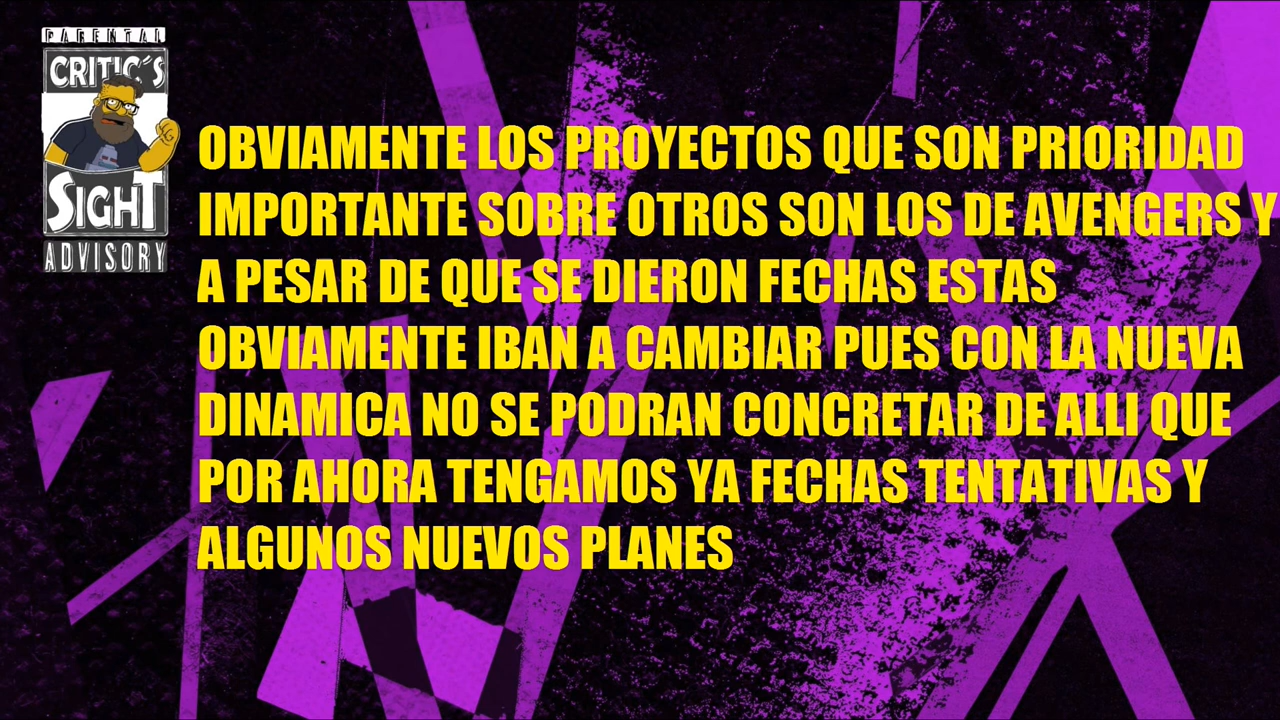 PARENTAL
CRITIC´S
SIGHT
ADVISORY
OBVIAMENTE LOS PROYECTOS QUE SON PRIORIDAD
IMPORTANTE SOBRE OTROS SON LOS DE AVENGERS Y
A PESAR DE QUE SE DIERON FECHAS ESTAS
OBVIAMENTE IBAN A CAMBIAR PUES CON LA NUEVA
DINAMICA NO SE PODRAN CONCRETAR DE ALLI QUE
POR AHORA TENGAMOS YA FECHAS TENTATIVAS Y
ALGUNOS NUEVOS PLANES